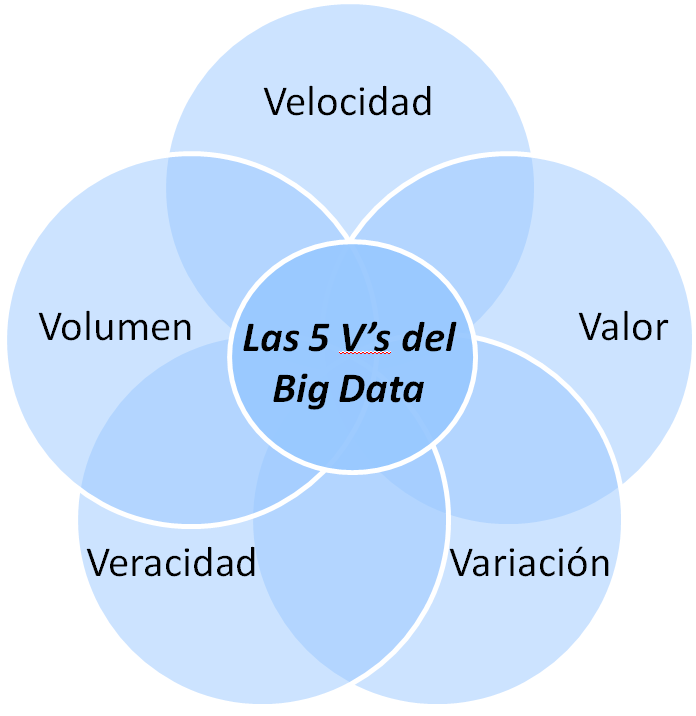 Velocidad
Volumen
Valor
Las 5 V’s del
Big Data
Veracidad
Variación